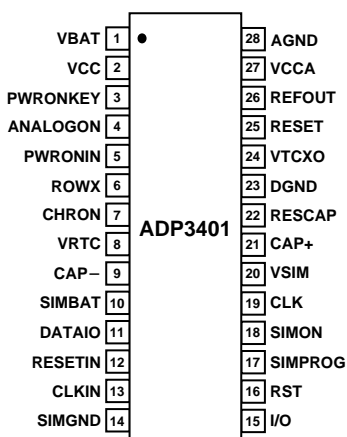 VBAT 1 28 AGND
VCC 2 27 VCCA
PWRONKEY 3 26 REFOUT
ANALOGON 4 25 RESET
PWRONIN 5 24 VTCXO
ROWX 6 23 DGND
CHRON 7 22 RESCAP
ADP3401
VRTC 8 21 CAP+
CAP− 9 20 VSIM
SIMBAT 10 19 CLK
DATAIO 11 18 SIMON
RESETIN 12 17 SIMPROG
CLKIN 13 16 RST
SIMGND 14 15 I/O